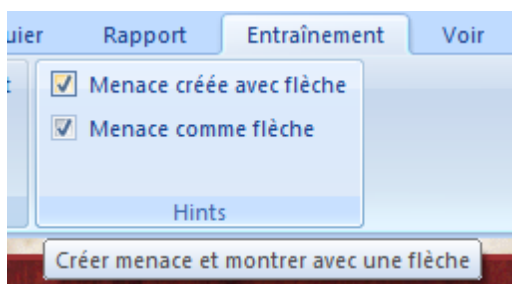 uier Rapport Entraînement Voir
t
Menace créée avec flèche
Menace comme flèche
Hints
Créer menace et montrer avec une flèche